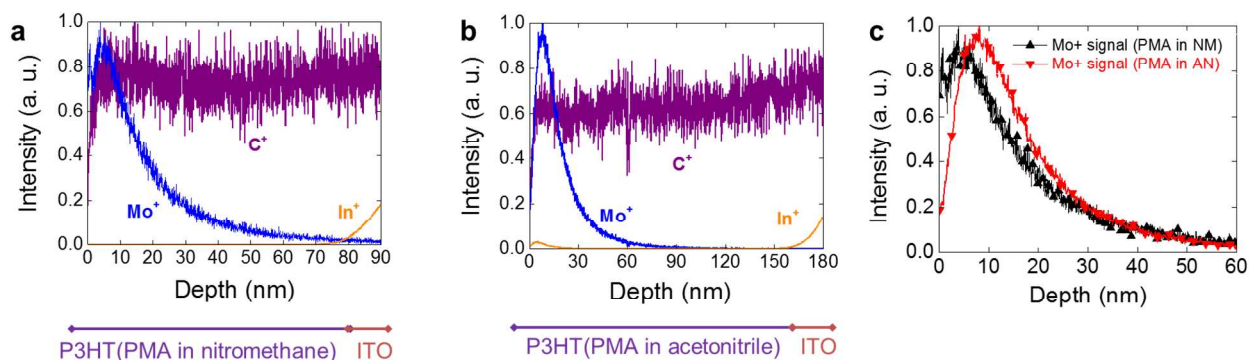 a
Intensity (a. u.)
1.0
0.8
0.6
0.4
0.2
0.0
C⁺
Mo⁺
In⁺
0 10 20 30 40 50 60 70 80 90
Depth (nm)
P3HT(PMA in nitromethane) ITO
b
Intensity (a. u.)
1.0
0.8
0.6
0.4
0.2
0.0
C⁺
Mo⁺
In⁺
0 30 60 90 120 150 180
Depth (nm)
P3HT(PMA in acetonitrile) ITO
c
Intensity (a. u.)
1.0
0.8
0.6
0.4
0.2
0.0
Mo+ signal (PMA in NM)
Mo+ signal (PMA in AN)
0 10 20 30 40 50 60
Depth (nm)